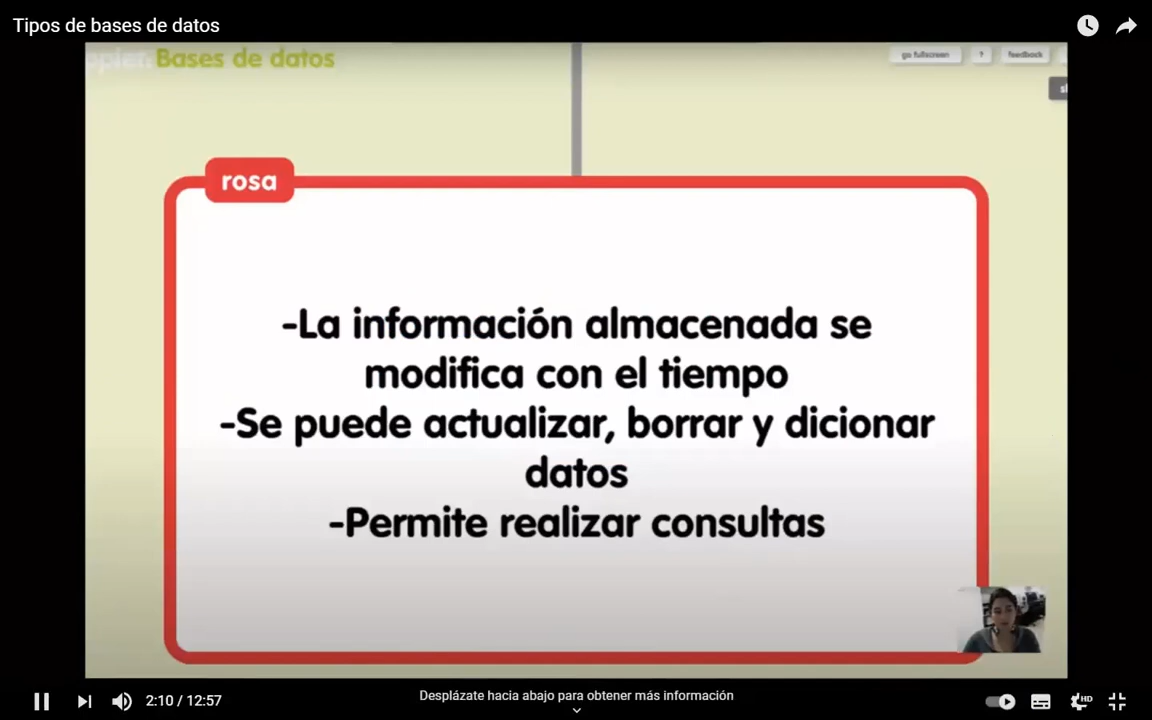 Tipos de bases de datos
Bases de datos
go fullscreen ? feedback
rosa
-La información almacenada se
modifica con el tiempo
-Se puede actualizar, borrar y dicionar
datos
-Permite realizar consultas
2:10 / 12:57
Desplázate hacia abajo para obtener más información
HD